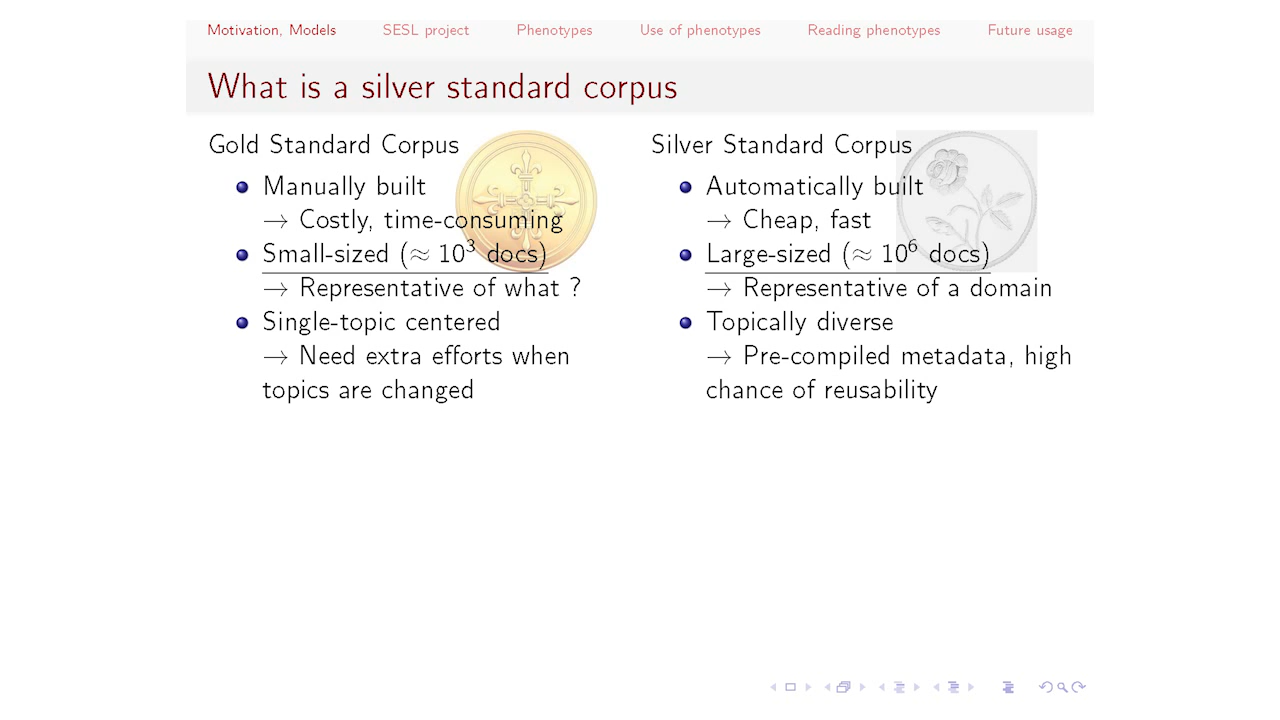 Motivation, Models SESL project Phenotypes Use of phenotypes Reading phenotypes Future usage
What is a silver standard corpus
Gold Standard Corpus
Manually built
→ Costly, time-consuming
Small-sized (≈ 10³ docs)
→ Representative of what ?
Single-topic centered
→ Need extra efforts when
topics are changed
Silver Standard Corpus
Automatically built
→ Cheap, fast
Large-sized (≈ 10⁶ docs)
→ Representative of a domain
Topically diverse
→ Pre-compiled metadata, high
chance of reusability